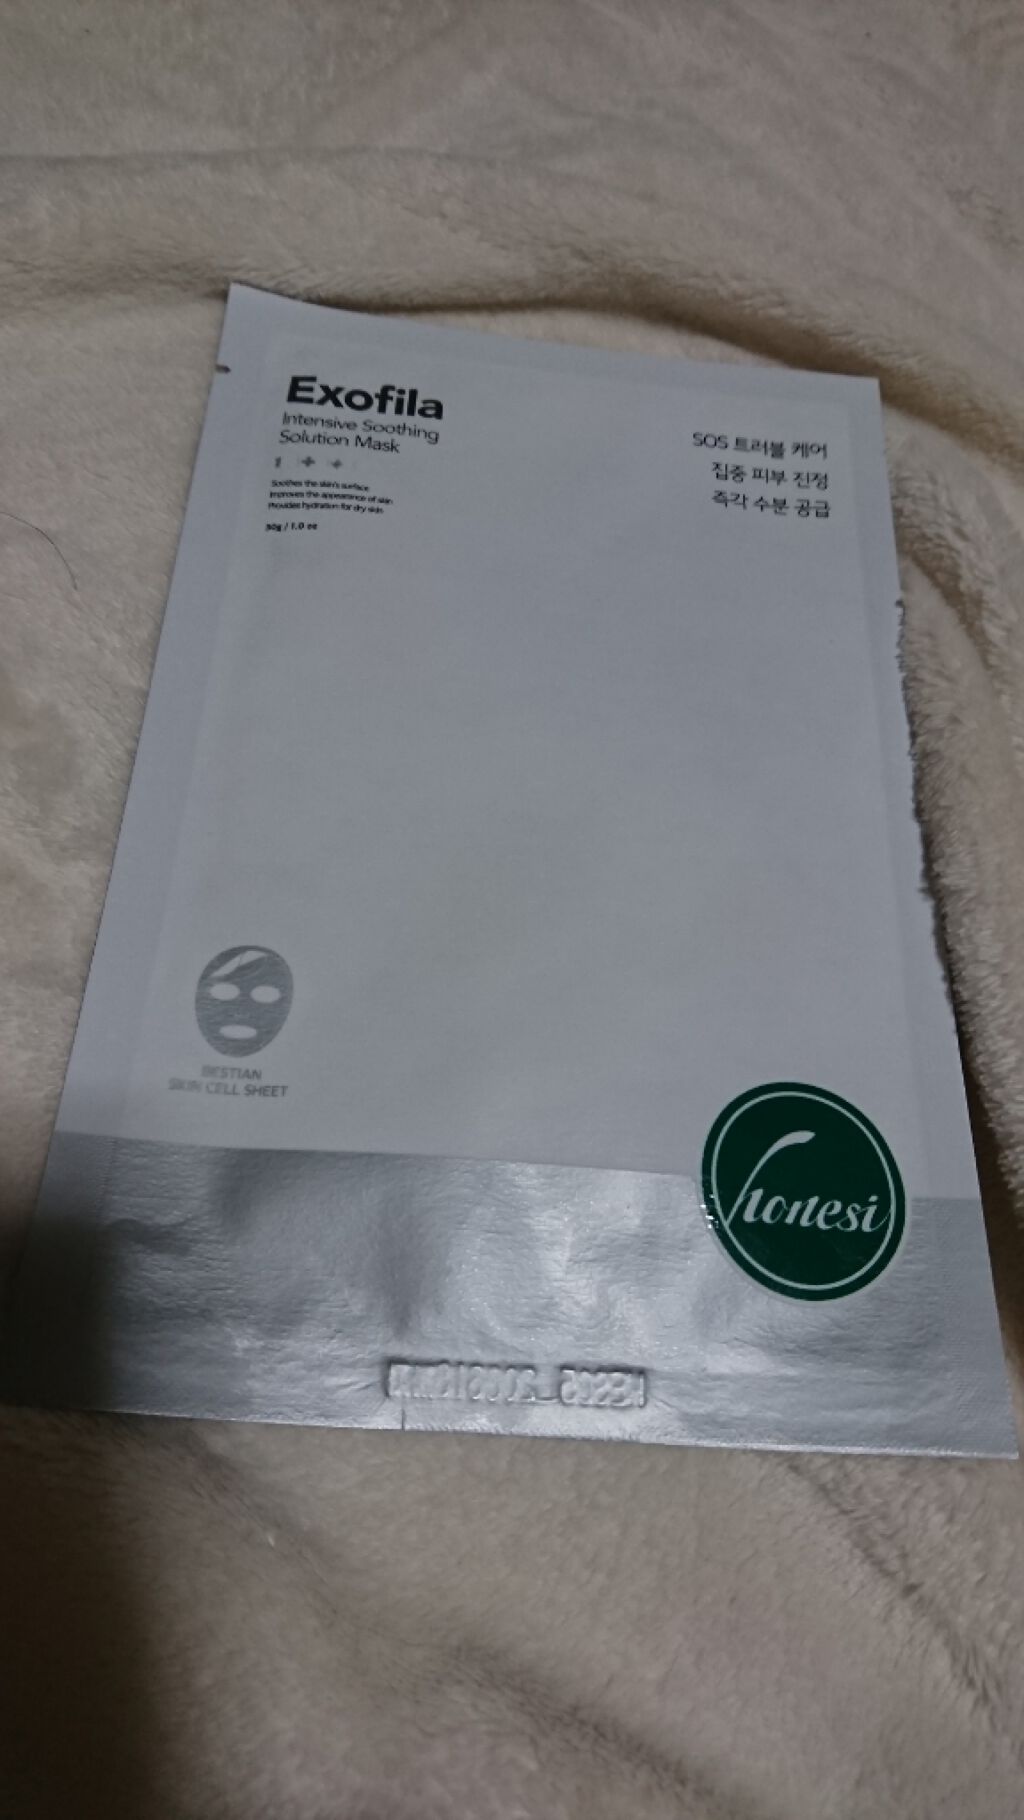 Exofila
Intensive Soothing
Solution Mask
Soothes the skin's surface
Improves the appearance of skin
Provides hydration for dry skin
30g / 1.0 oz
SOS 트러블 케어
집중 피부 진정
즉각 수분 공급
BESTIAN
SKIN CELL SHEET
honesi